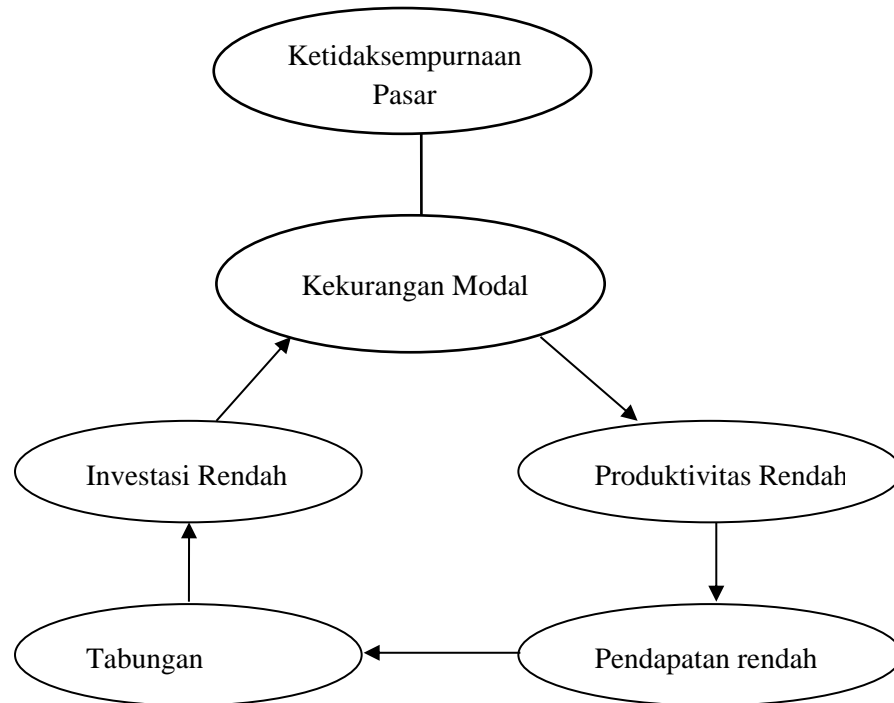 Ketidaksempurnaan
Pasar
Kekurangan Modal
Investasi Rendah
Produktivitas Rendah
Tabungan
Pendapatan rendah